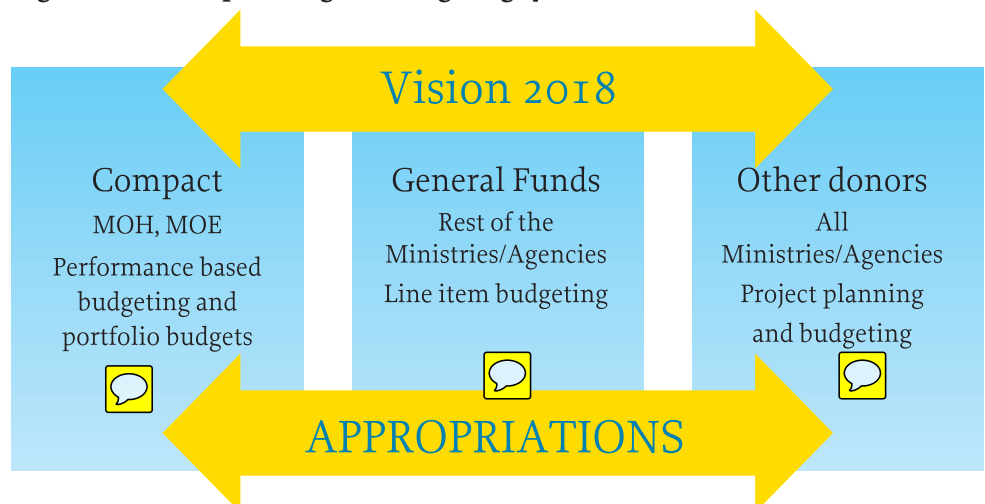 Vision 2018
Compact
MOH, MOE
Performance based
budgeting and
portfolio budgets
General Funds
Rest of the
Ministries/Agencies
Line item budgeting
Other donors
All
Ministries/Agencies
Project planning
and budgeting
APPROPRIATIONS